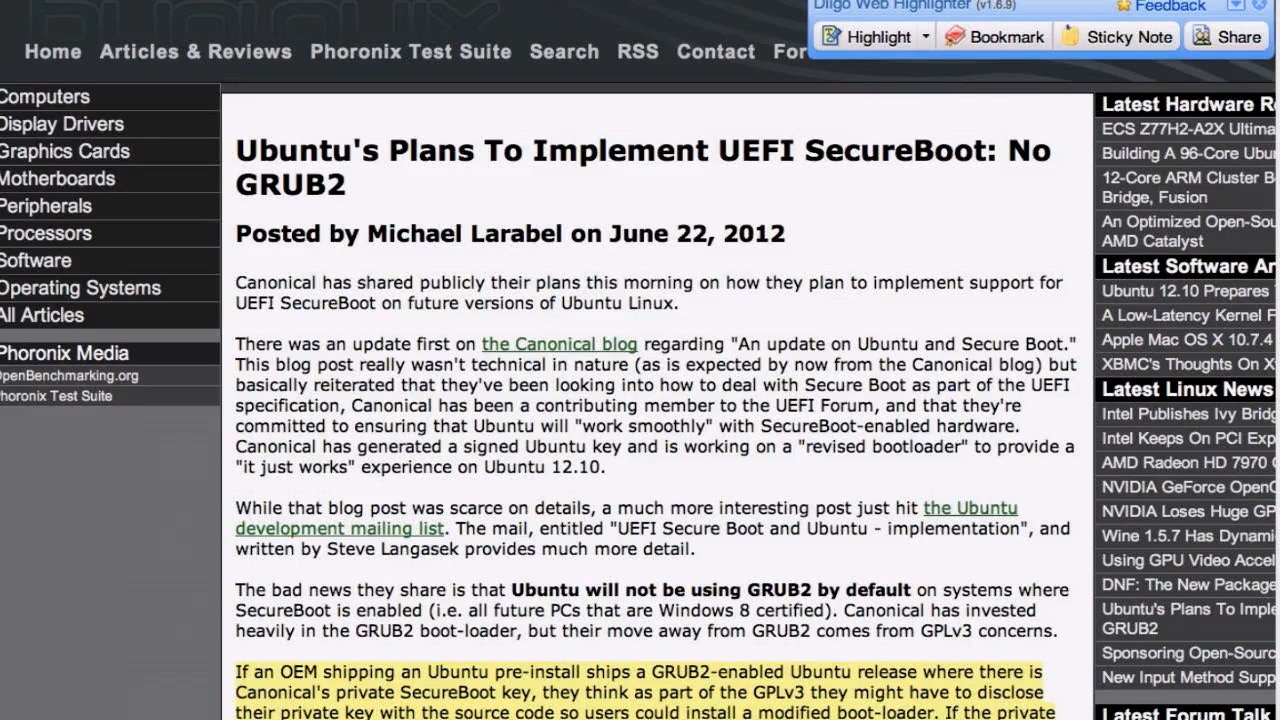 Diigo Web Highlighter (v1.6.9)
Feedback
Home Articles & Reviews Phoronix Test Suite Search RSS Contact
Highlight Bookmark Sticky Note Share
Computers
Display Drivers
Graphics Cards
Motherboards
Peripherals
Processors
Software
Operating Systems
All Articles
Phoronix Media
OpenBenchmarking.org
Phoronix Test Suite
Ubuntu's Plans To Implement UEFI SecureBoot: No
GRUB2
Posted by Michael Larabel on June 22, 2012
Canonical has shared publicly their plans this morning on how they plan to implement support for
UEFI SecureBoot on future versions of Ubuntu Linux.
There was an update first on the Canonical blog regarding "An update on Ubuntu and Secure Boot."
This blog post really wasn't technical in nature (as is expected by now from the Canonical blog) but
basically reiterated that they've been looking into how to deal with Secure Boot as part of the UEFI
specification, Canonical has been a contributing member to the UEFI Forum, and that they're
committed to ensuring that Ubuntu will "work smoothly" with SecureBoot-enabled hardware.
Canonical has generated a signed Ubuntu key and is working on a "revised bootloader" to provide a
"it just works" experience on Ubuntu 12.10.
While that blog post was scarce on details, a much more interesting post just hit the Ubuntu
development mailing list. The mail, entitled "UEFI Secure Boot and Ubuntu - implementation", and
written by Steve Langasek provides much more detail.
The bad news they share is that Ubuntu will not be using GRUB2 by default on systems where
SecureBoot is enabled (i.e. all future PCs that are Windows 8 certified). Canonical has invested
heavily in the GRUB2 boot-loader, but their move away from GRUB2 comes from GPLv3 concerns.
If an OEM shipping an Ubuntu pre-install ships a GRUB2-enabled Ubuntu release where there is
Canonical's private SecureBoot key, they think as part of the GPLv3 they might have to disclose
their private key with the source code so users could install a modified boot-loader. If the private
Latest Hardware R
ECS Z77H2-A2X Ultima
Building A 96-Core Ubu
12-Core ARM Cluster B
Bridge, Fusion
An Optimized Open-Sou
AMD Catalyst
Latest Software Ar
Ubuntu 12.10 Prepares
A Low-Latency Kernel F
Apple Mac OS X 10.7.4
XBMC's Thoughts On X
Latest Linux News
Intel Publishes Ivy Bridg
Intel Keeps On PCI Exp
AMD Radeon HD 7970
NVIDIA GeForce OpenC
NVIDIA Loses Huge GP
Wine 1.5.7 Has Dynami
Using GPU Video Accel
DNF: The New Package
Ubuntu's Plans To Imple
GRUB2
Sponsoring Open-Sourc
New Input Method Supp
Latest Forum Talk